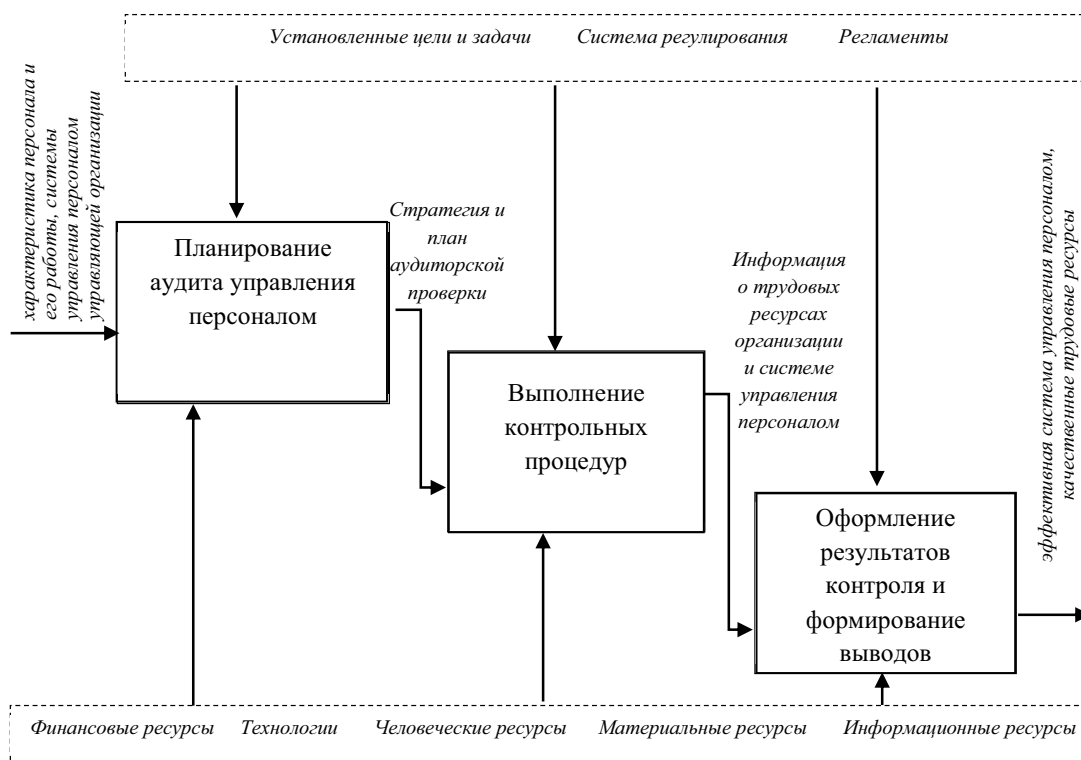 Установленные цели и задачи Система регулирования Регламенты
характеристика персонала и
его работы, системы
управления персоналом
управляющей организации
Планирование
аудита управления
персоналом
Стратегия и
план
аудиторской
проверки
Выполнение
контрольных
процедур
Информация
о трудовых
ресурсах
организации
и системе
управления
персоналом
Оформление
результатов
контроля и
формирование
выводов
эффективная система управления персоналом,
качественные трудовые ресурсы
Финансовые ресурсы Технологии Человеческие ресурсы Материальные ресурсы Информационные ресурсы